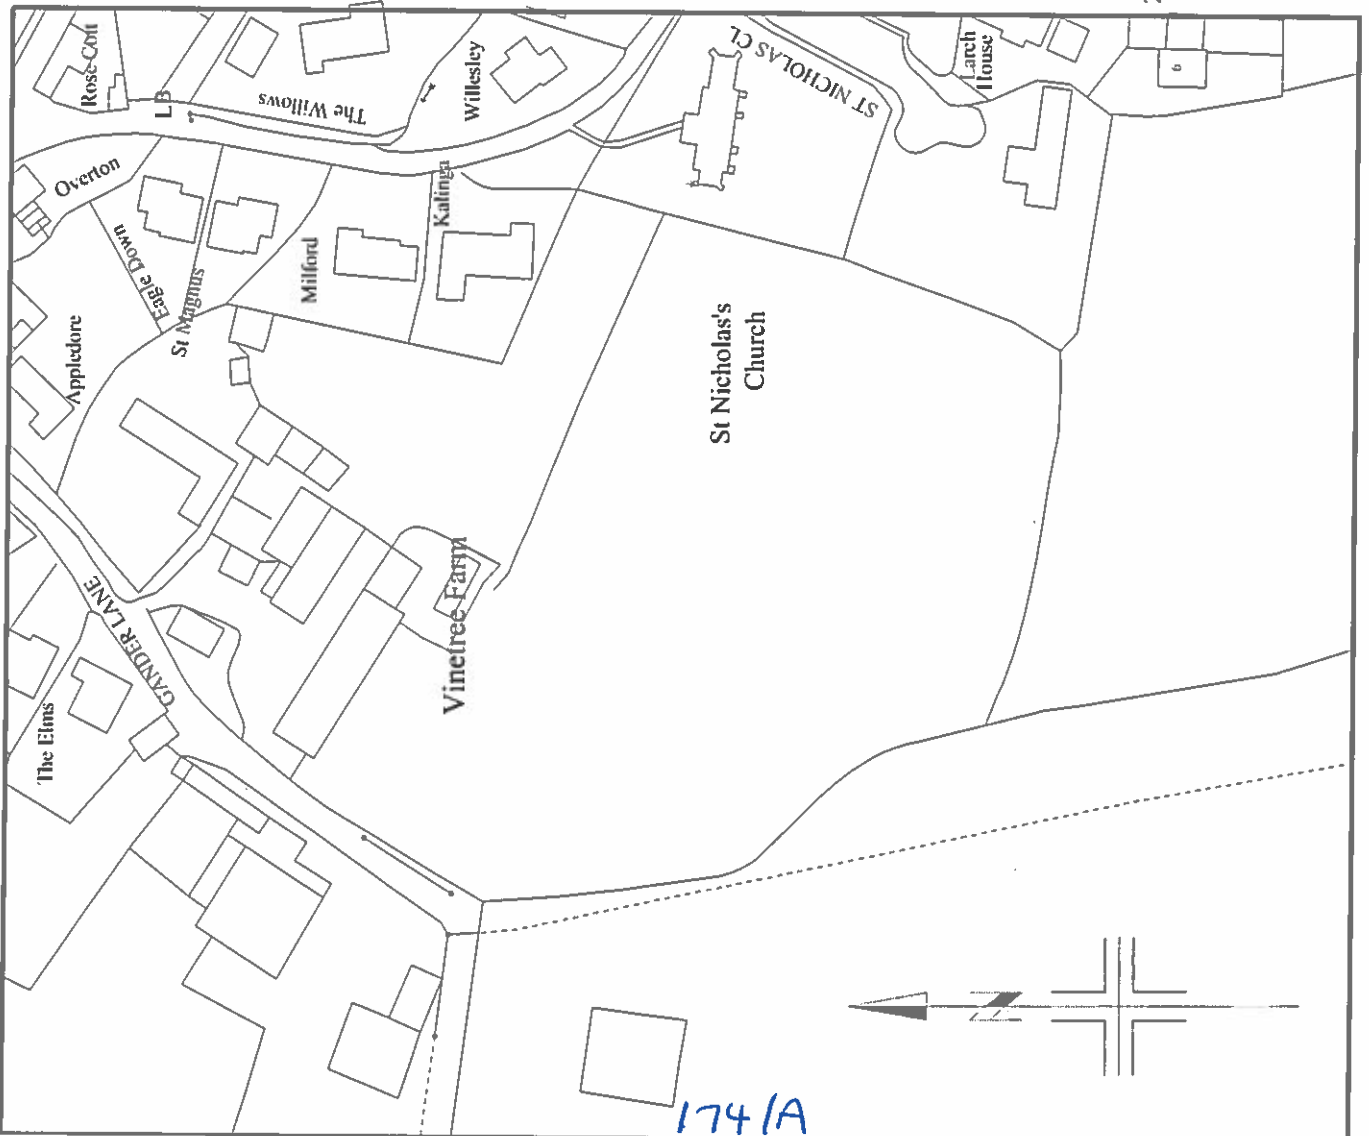 Rose Cott
LB
The Willows
Willesley
ST NICHOLAS CL
Larch
House
6
Overton
Eagle Down
St Magnus
Milford
Katinga
Appledore
St Nicholas's
Church
GANDER LANE
Vinetree Farm
The Elms
174/A